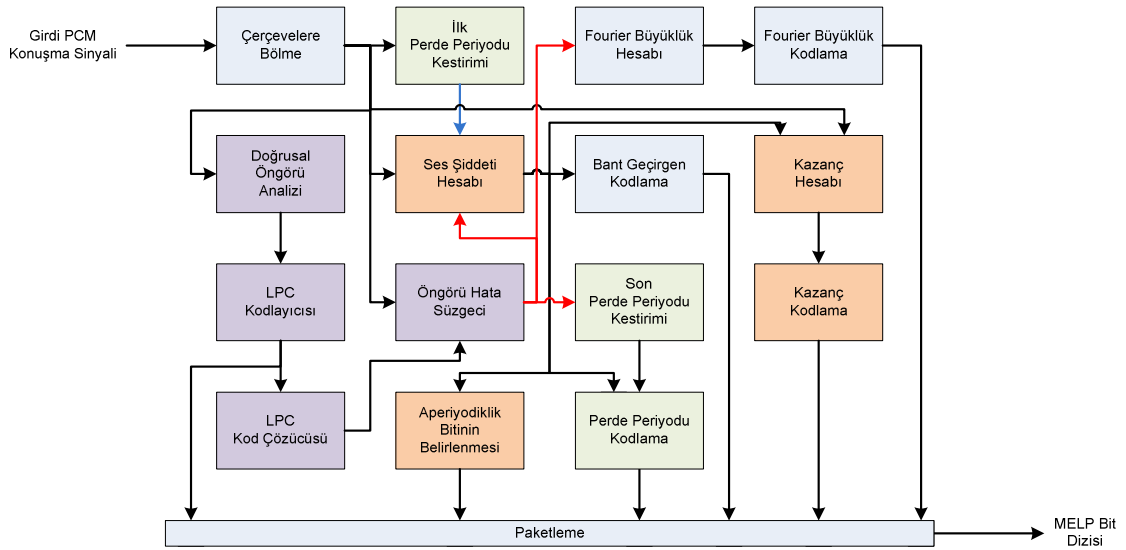 Girdi PCM
Konuşma Sinyali
Çerçevelere
Bölme
İlk
Perde Periyodu
Kestirimi
Fourier Büyüklük
Hesabı
Fourier Büyüklük
Kodlama
Doğrusal
Öngörü
Analizi
Ses Şiddeti
Hesabı
Bant Geçirgen
Kodlama
Kazanç
Hesabı
LPC
Kodlayıcısı
Öngörü Hata
Süzgeci
Son
Perde Periyodu
Kestirimi
Kazanç
Kodlama
LPC
Kod Çözücüsü
Aperiyodiklik
Bitinin
Belirlenmesi
Perde Periyodu
Kodlama
Paketleme
MELP Bit
Dizisi